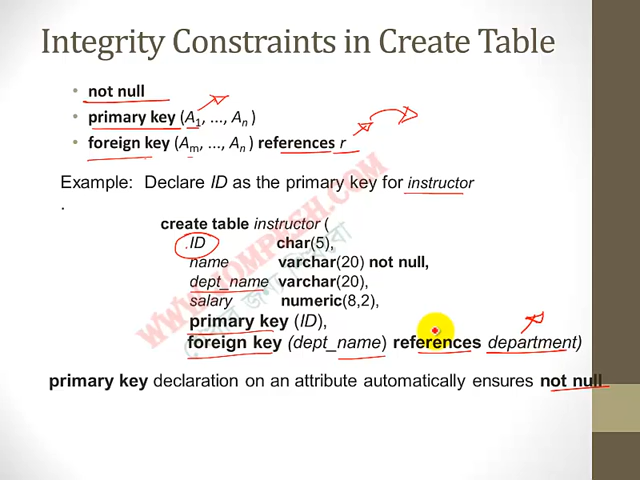 Integrity Constraints in Create Table
• not null
• primary key (A1, ..., An )
• foreign key (Am, ..., An ) references r
Example: Declare ID as the primary key for instructor
.
create table instructor (
ID char(5),
name varchar(20) not null,
dept_name varchar(20),
salary numeric(8,2),
primary key (ID),
foreign key (dept_name) references department)
primary key declaration on an attribute automatically ensures not null